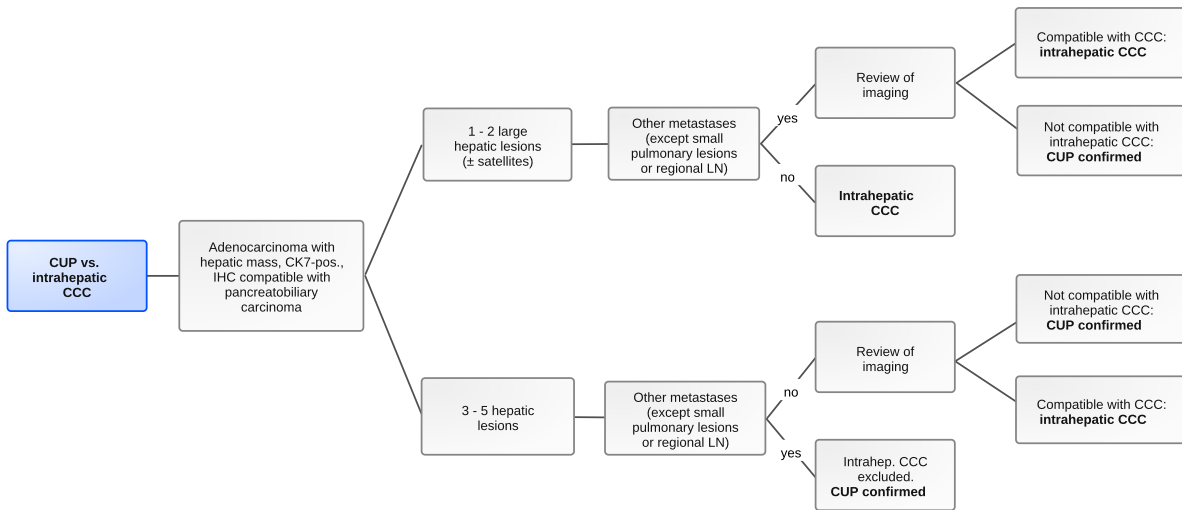 CUP vs.
intrahepatic
CCC
Adenocarcinoma with
hepatic mass, CK7-pos.,
IHC compatible with
pancreatobiliary
carcinoma
1 - 2 large
hepatic lesions
(± satellites)
Other metastases
(except small
pulmonary lesions
or regional LN)
yes
Review of
imaging
Compatible with CCC:
intrahepatic CCC
Not compatible with
intrahepatic CCC:
CUP confirmed
no
Intrahepatic
CCC
3 - 5 hepatic
lesions
Other metastases
(except small
pulmonary lesions
or regional LN)
no
Review of
imaging
Not compatible with
intrahepatic CCC:
CUP confirmed
Compatible with CCC:
intrahepatic CCC
yes
Intrahep. CCC
excluded.
CUP confirmed